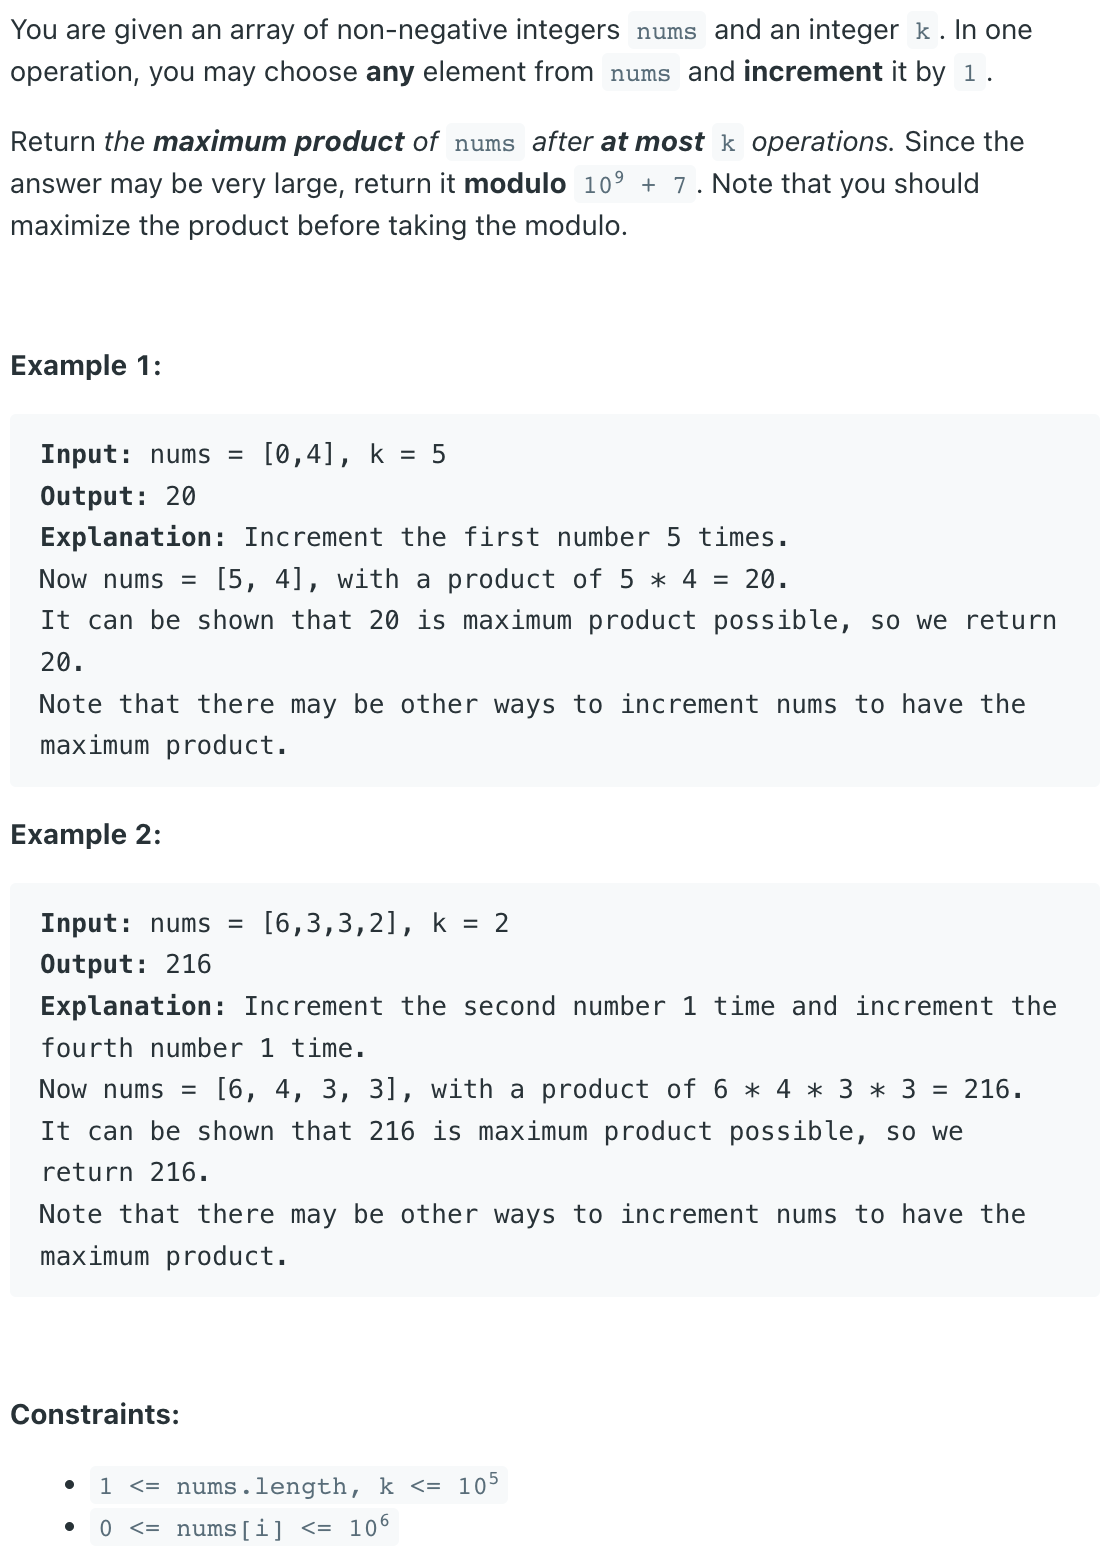 You are given an array of non-negative integers nums and an integer k. In one
operation, you may choose any element from nums and increment it by 1.
Return the maximum product of nums after at most k operations. Since the
answer may be very large, return it modulo 10⁹ + 7. Note that you should
maximize the product before taking the modulo.
Example 1:
Input: nums = [0,4], k = 5
Output: 20
Explanation: Increment the first number 5 times.
Now nums = [5, 4], with a product of 5 * 4 = 20.
It can be shown that 20 is maximum product possible, so we return
20.
Note that there may be other ways to increment nums to have the
maximum product.
Example 2:
Input: nums = [6,3,3,2], k = 2
Output: 216
Explanation: Increment the second number 1 time and increment the
fourth number 1 time.
Now nums = [6, 4, 3, 3], with a product of 6 * 4 * 3 * 3 = 216.
It can be shown that 216 is maximum product possible, so we
return 216.
Note that there may be other ways to increment nums to have the
maximum product.
Constraints:
• 1 <= nums.length, k <= 10⁵
• 0 <= nums[i] <= 10⁶